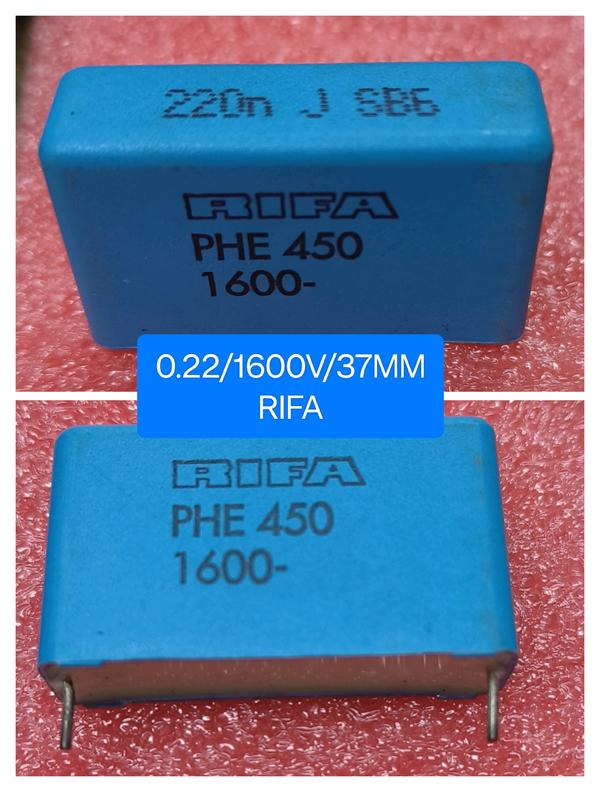 220n J SB6
RIFA
PHE 450
1600-
0.22/1600V/37MM
RIFA
RIFA
PHE 450
1600-